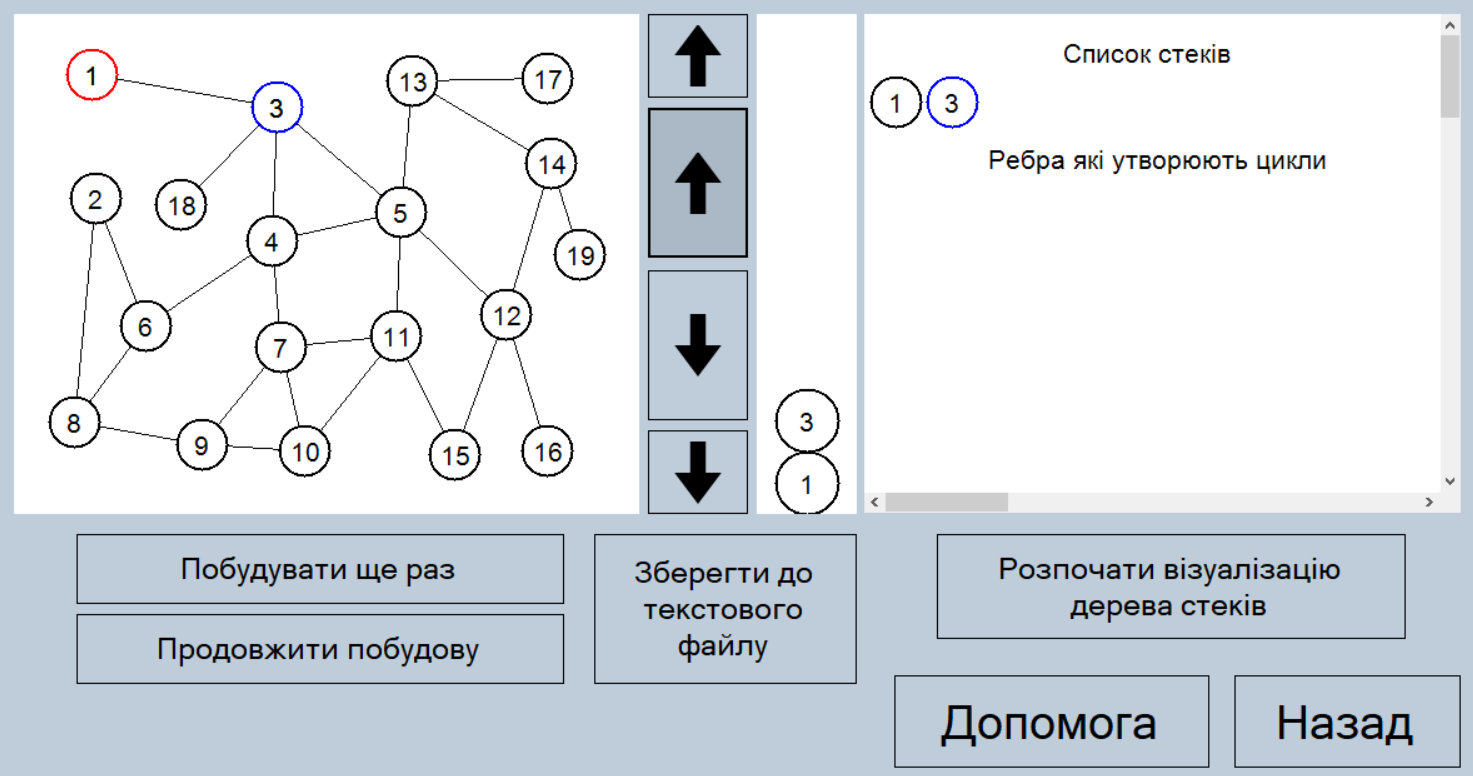 1
3
13
17
14
2
18
5
4
19
6
12
7
11
8
9
10
15
16
3
1
Список стеків
1 3
Ребра які утворюють цикли
Побудувати ще раз
Продовжити побудову
Зберегти до
текстового
файлу
Розпочати візуалізацію
дерева стеків
Допомога
Назад